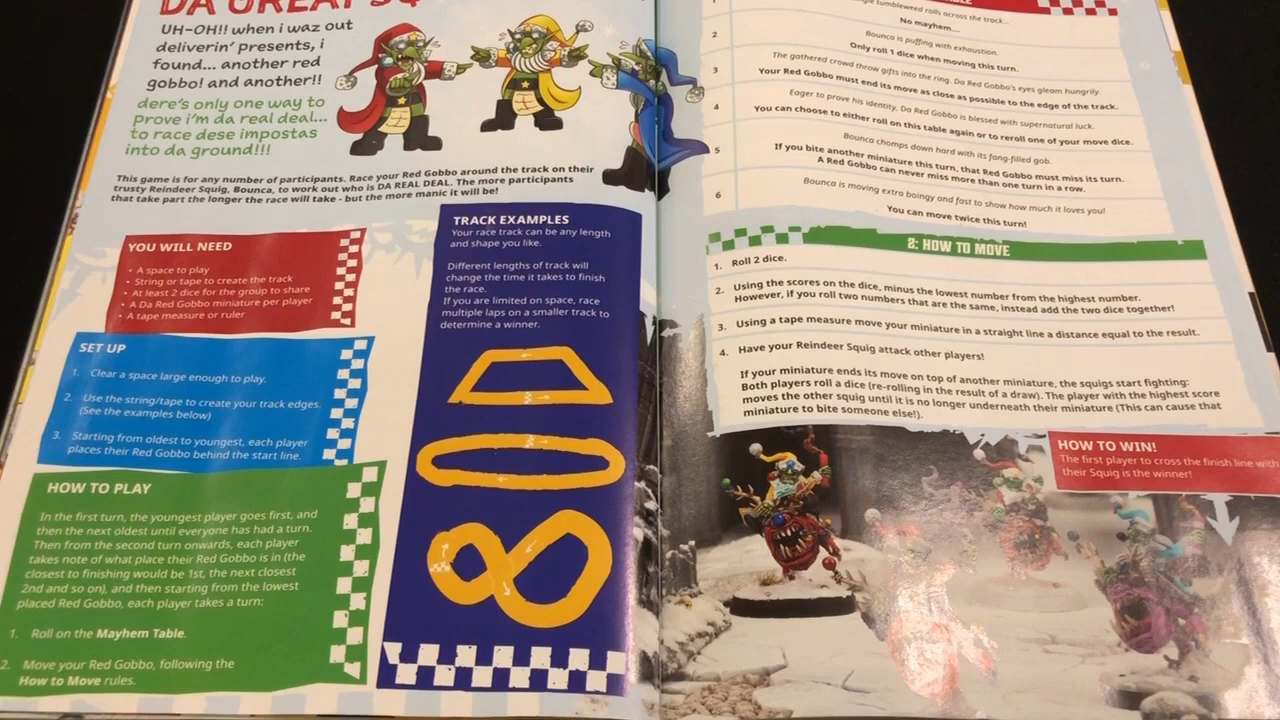 DA GREAT SQ
UH-OH!! when i waz out
deliverin' presents, i
found... another red
gobbo! and another!!
dere's only one way to
prove i'm da real deal...
to race dese impostas
into da ground!!!
This game is for any number of participants. Race your Red Gobbo around the track on their
trusty Reindeer Squig, Bounca, to work out who is DA REAL DEAL. The more participants
that take part the longer the race will take - but the more manic it will be!
YOU WILL NEED
• A space to play
• String or tape to create the track
• At least 2 dice for the group to share
• A Da Red Gobbo miniature per player
• A tape measure or ruler
SET UP
1. Clear a space large enough to play.
2. Use the string/tape to create your track edges.
(See the examples below)
3. Starting from oldest to youngest, each player
places their Red Gobbo behind the start line.
HOW TO PLAY
In the first turn, the youngest player goes first, and
then the next oldest until everyone has had a turn.
Then from the second turn onwards, each player
takes note of what place their Red Gobbo is in (the
closest to finishing would be 1st, the next closest
2nd and so on), and then starting from the lowest
placed Red Gobbo, each player takes a turn:
1. Roll on the Mayhem Table.
2. Move your Red Gobbo, following the
How to Move rules.
TRACK EXAMPLES
Your race track can be any length
and shape you like.
Different lengths of track will
change the time it takes to finish
the race.
If you are limited on space, race
multiple laps on a smaller track to
determine a winner.
1
tumbleweed rolls across the track...
No mayhem...
2
Bounca is puffing with exhaustion.
Only roll 1 dice when moving this turn.
3
The gathered crowd throw gifts into the ring. Da Red Gobbo's eyes gleam hungrily.
Your Red Gobbo must end its move as close as possible to the edge of the track.
4
Eager to prove his identity, Da Red Gobbo is blessed with supernatural luck.
You can choose to either roll on this table again or to reroll one of your move dice.
5
Bounca chomps down hard with its fang-filled gob.
If you bite another miniature this turn, that Red Gobbo must miss its turn.
A Red Gobbo can never miss more than one turn in a row.
6
Bounca is moving extra boingy and fast to show how much it loves you!
You can move twice this turn!
2: HOW TO MOVE
1. Roll 2 dice.
2. Using the scores on the dice, minus the lowest number from the highest number.
However, if you roll two numbers that are the same, instead add the two dice together!
3. Using a tape measure move your miniature in a straight line a distance equal to the result.
4. Have your Reindeer Squig attack other players!
If your miniature ends its move on top of another miniature, the squigs start fighting:
Both players roll a dice (re-rolling in the result of a draw). The player with the highest score
moves the other squig until it is no longer underneath their miniature (This can cause that
miniature to bite someone else!).
HOW TO WIN!
The first player to cross the finish line with
their Squig is the winner!